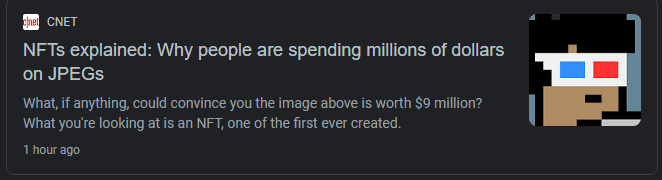 c|net CNET
NFTs explained: Why people are spending millions of dollars
on JPEGs
What, if anything, could convince you the image above is worth $9 million?
What you're looking at is an NFT, one of the first ever created.
1 hour ago